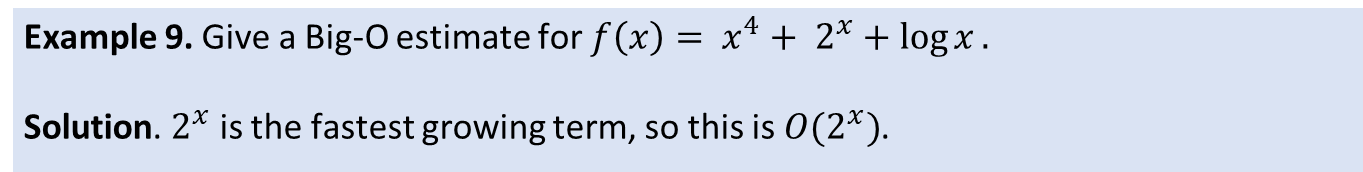 Example 9. Give a Big-O estimate for f(x) = x⁴ + 2ˣ + log x .
Solution. 2ˣ is the fastest growing term, so this is O(2ˣ).